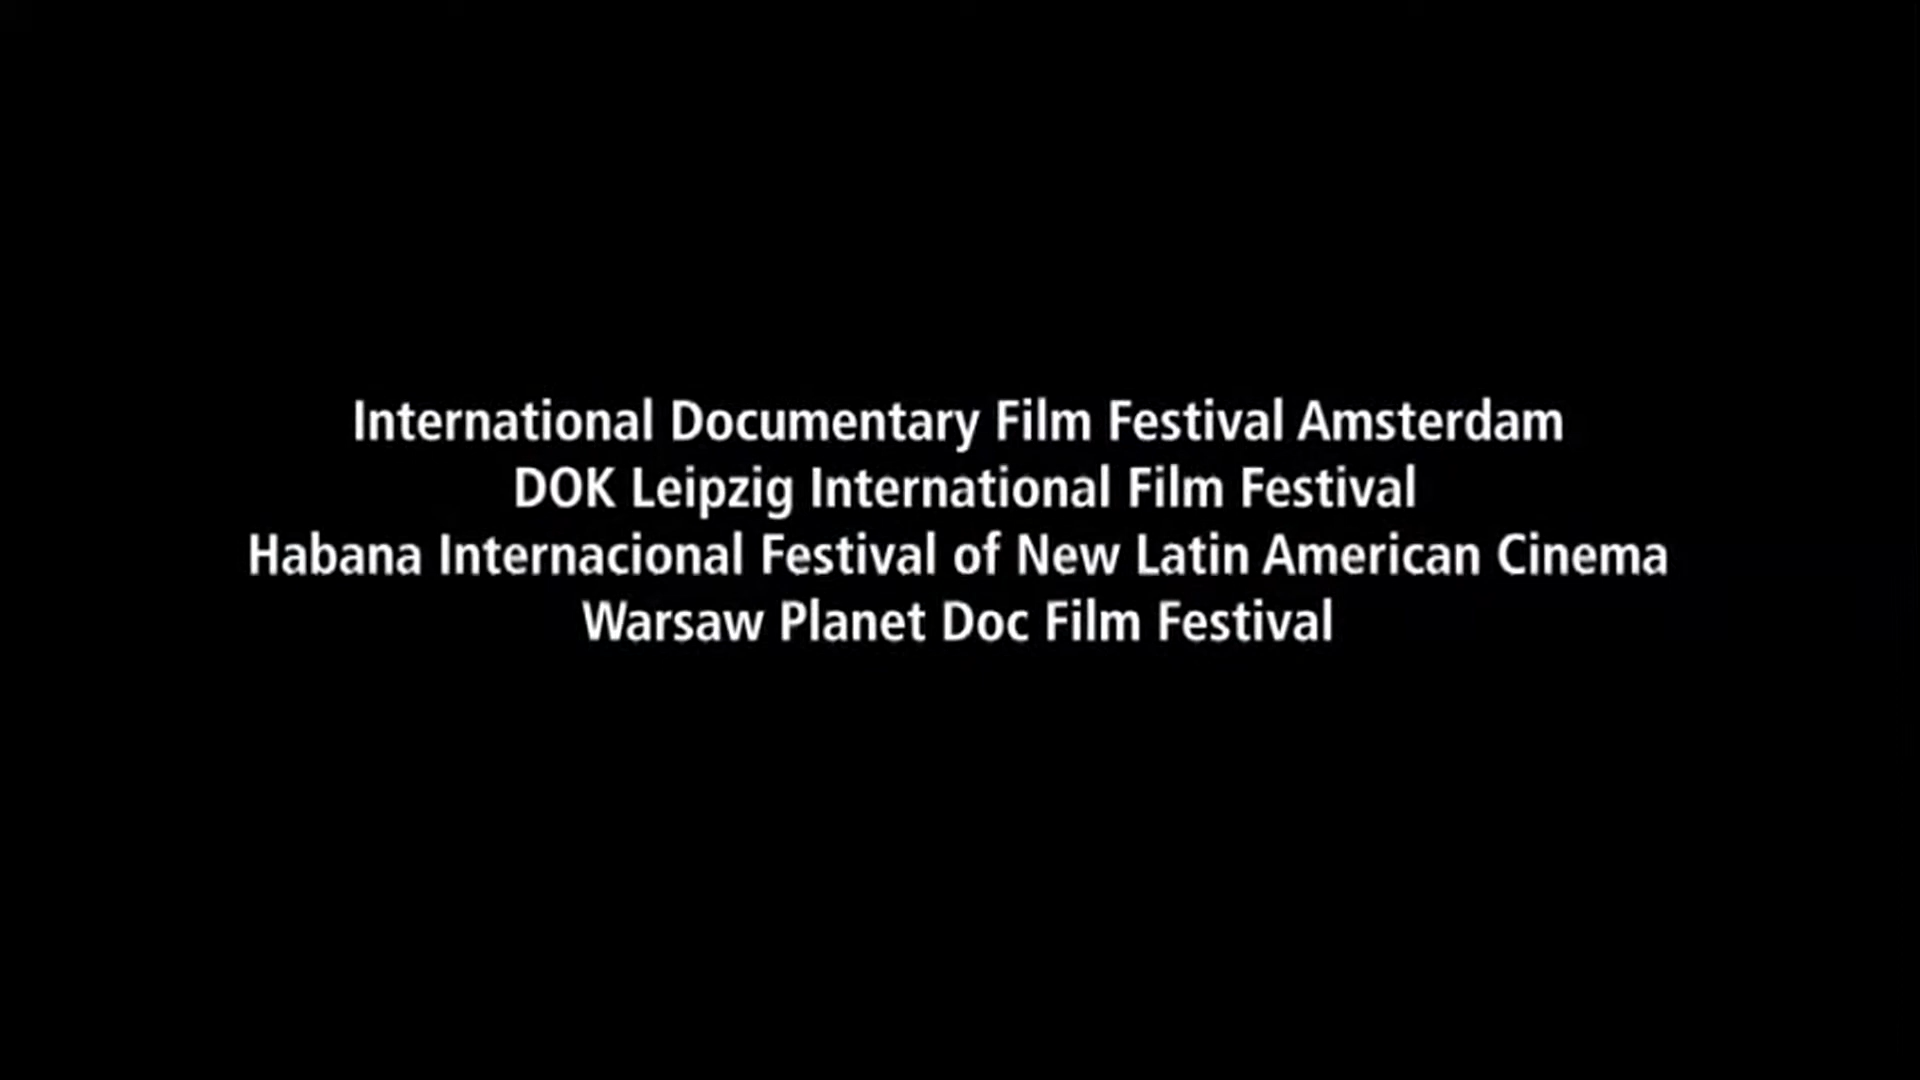 International Documentary Film Festival Amsterdam
DOK Leipzig International Film Festival
Habana Internacional Festival of New Latin American Cinema
Warsaw Planet Doc Film Festival